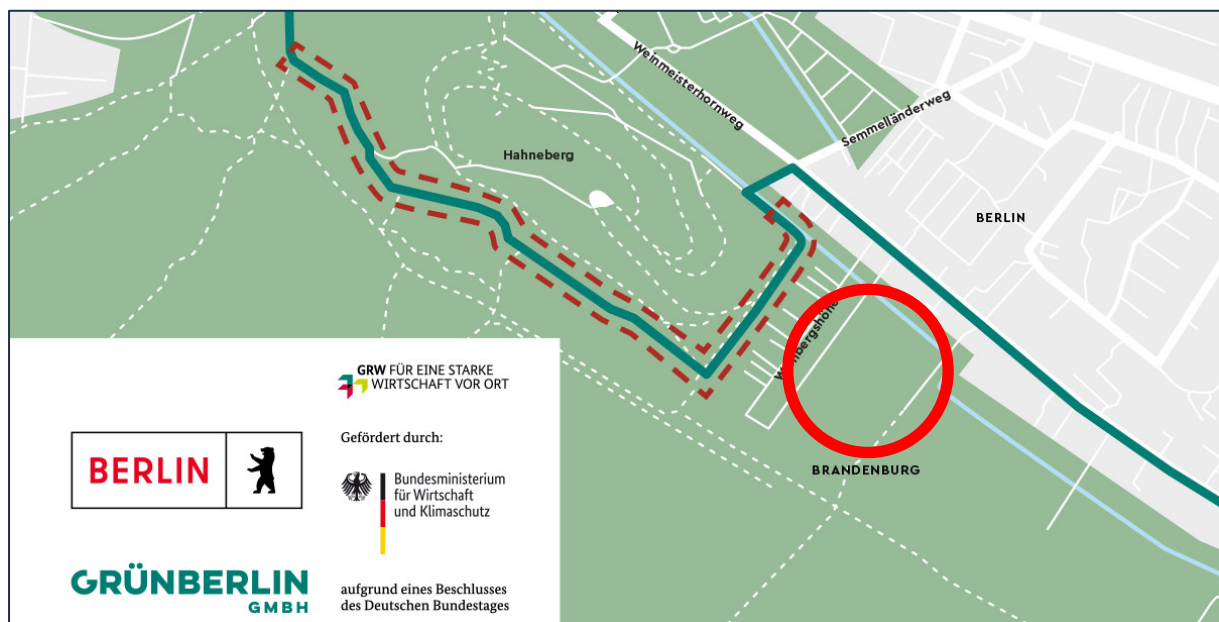 Weinmeisterhornweg
Semmelländerweg
Hahneberg
BERLIN
BRANDENBURG
GRW FÜR EINE STARKE
WIRTSCHAFT VOR ORT
Gefördert durch:
BERLIN
Bundesministerium
für Wirtschaft
und Klimaschutz
GRÜNBERLIN
GMBH
aufgrund eines Beschlusses
des Deutschen Bundestages